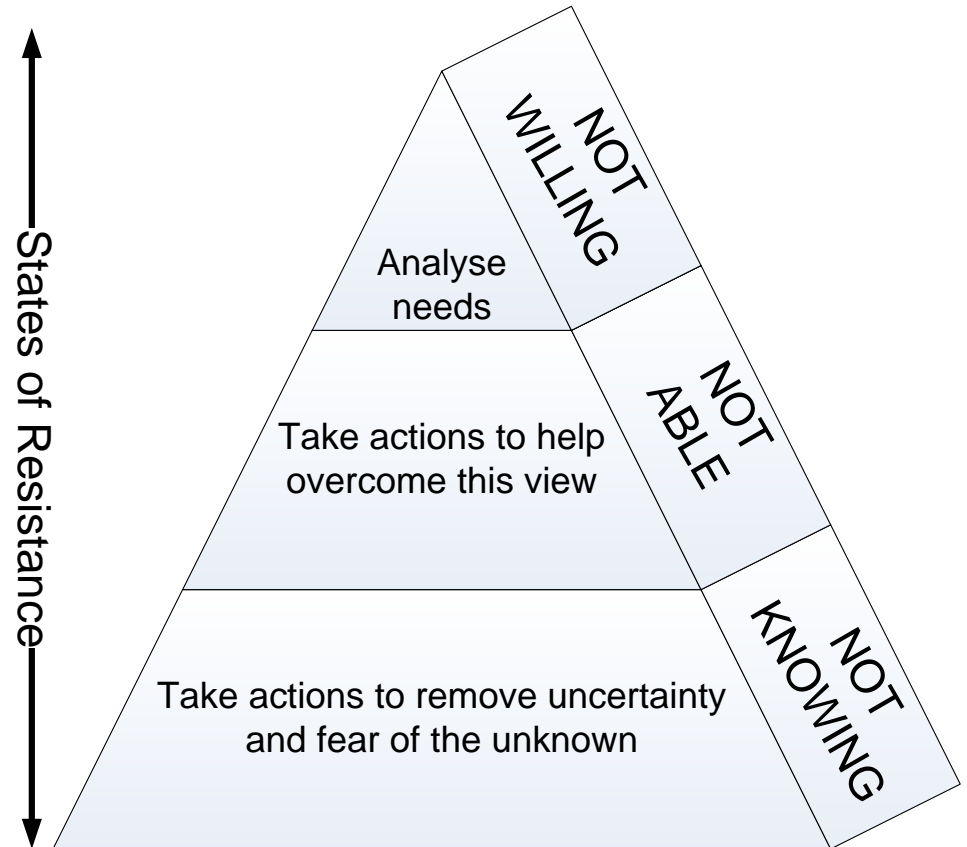 States of Resistance
NOT
WILLING
Analyse
needs
NOT
ABLE
Take actions to help
overcome this view
NOT
KNOWING
Take actions to remove uncertainty
and fear of the unknown